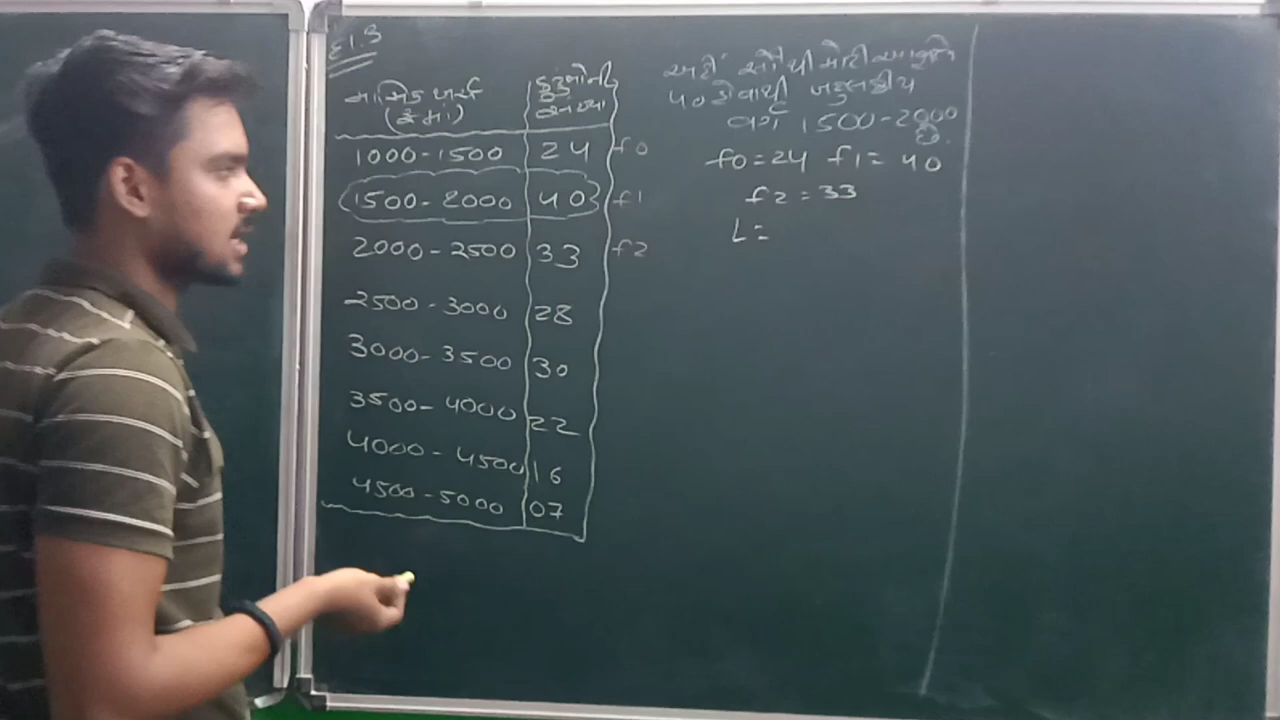 દા.3
માસિક ખર્ચ
(રૂ માં)
કુટુંબોની
સંખ્યા
1000-1500 24 f0
1500-2000 40 f1
2000-2500 33 f2
2500-3000 28
3000-3500 30
3500-4000 22
4000-4500 16
4500-5000 07
અહીં સૌથી મોટી આવૃત્તિ
40 હોવાથી બહુલકીય
વર્ગ 1500-2000
છે.
f0=24 f1=40
f2=33
L=